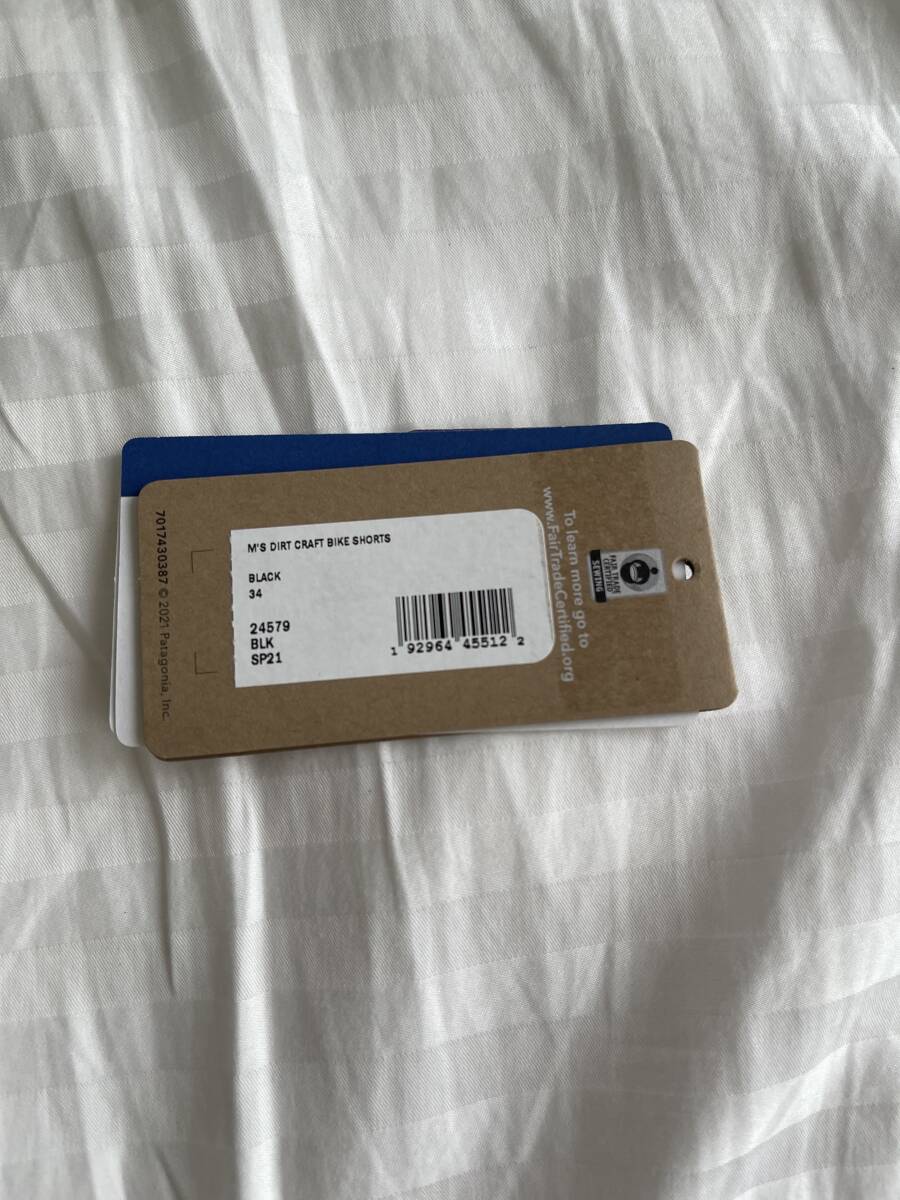 M'S DIRT CRAFT BIKE SHORTS
BLACK
34
24579
BLK
SP21
1 92964 45512 2
To learn more go to
www.FairTradeCertified.org
FAIR TRADE
CERTIFIED
SEWING
7017430387 © 2021 Patagonia, Inc.